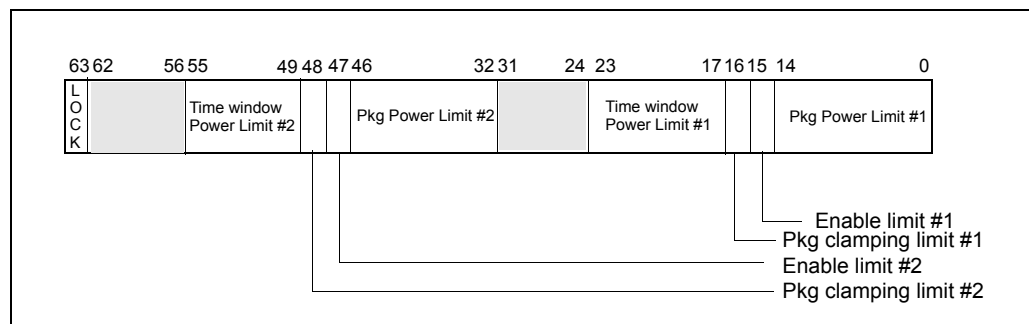 63 62 56 55 49 48 47 46 32 31 24 23 17 16 15 14 0
L
O
C
K
Time window
Power Limit #2
Pkg Power Limit #2
Time window
Power Limit #1
Pkg Power Limit #1
Enable limit #1
Pkg clamping limit #1
Enable limit #2
Pkg clamping limit #2